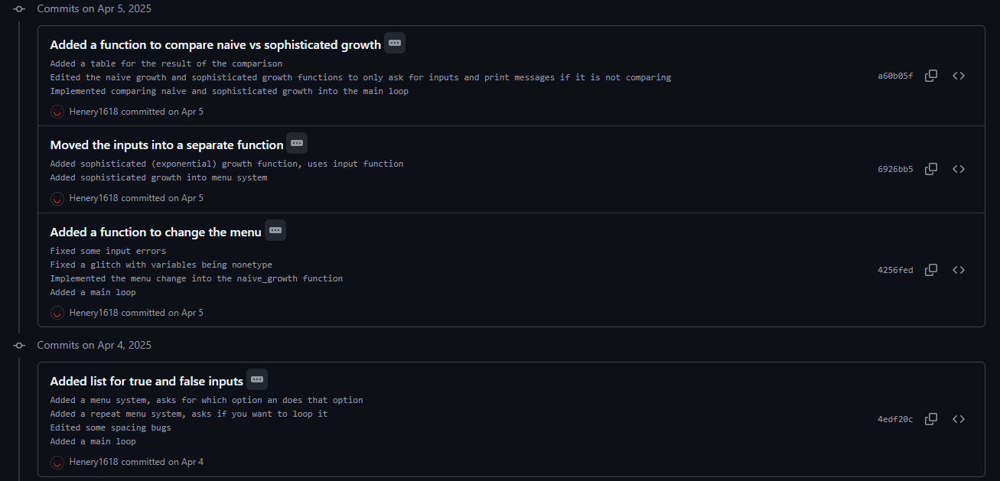 Commits on Apr 5, 2025
Added a function to compare naive vs sophisticated growth
Added a table for the result of the comparison
Edited the naive growth and sophisticated growth functions to only ask for inputs and print messages if it is not comparing
Implemented comparing naive and sophisticated growth into the main loop
a60b05f
Henery1618 committed on Apr 5
Moved the inputs into a separate function
Added sophisticated (exponential) growth function, uses input function
Added sophisticated growth into menu system
6926bb5
Henery1618 committed on Apr 5
Added a function to change the menu
Fixed some input errors
Fixed a glitch with variables being nonetype
Implemented the menu change into the naive_growth function
Added a main loop
4256fed
Henery1618 committed on Apr 5
Commits on Apr 4, 2025
Added list for true and false inputs
Added a menu system, asks for which option an does that option
Added a repeat menu system, asks if you want to loop it
Edited some spacing bugs
Added a main loop
4edf20c
Henery1618 committed on Apr 4